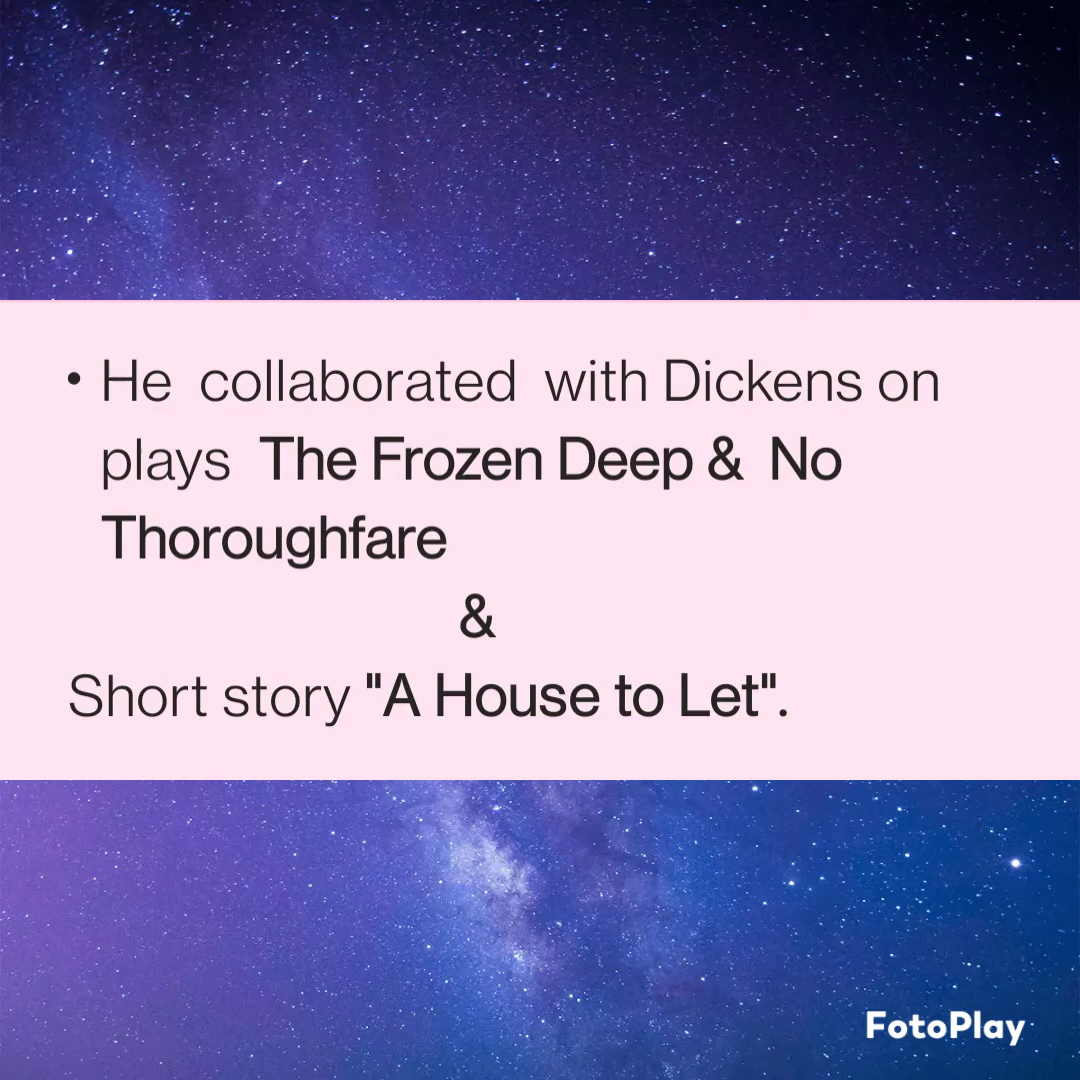 • He collaborated with Dickens on
plays The Frozen Deep & No
Thoroughfare
&
Short story "A House to Let".
FotoPlay